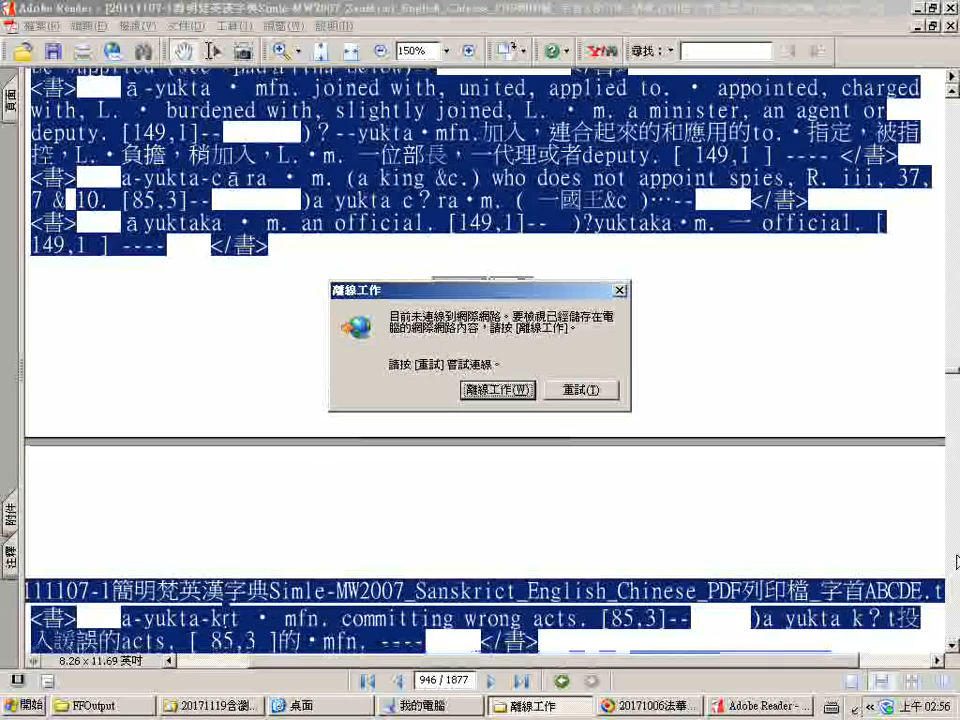 Adobe Reader - [20111107-1簡明梵英漢字典Simle-MW2007_Sanskrict_English_Chinese_PDF列印檔_字首ABCDE
檔案(F) 編輯(E) 檢視(V) 文件(D) 工具(T) 視窗(W) 說明(H)
150% 尋找：
頁面
<書> ā-yukta • mfn. joined with, united, applied to. • appointed, charged
with, L. • burdened with, slightly joined, L. • m. a minister, an agent or
deputy. [149,1]-- )？--yukta•mfn.加入，連合起來的和應用的to.•指定，被指
控，L.•負擔，稍加入，L.•m. 一位部長，一代理或者deputy. [ 149,1 ] ---- </書>
<書> a-yukta-cāra • m. (a king &c.) who does not appoint spies, R. iii, 37,
7 & 10. [85,3]-- )a yukta c？ra•m. ( 一國王&c )…-- </書>
<書> āyuktaka • m. an official. [149,1]-- )?yuktaka•m. 一 official. [
149,1 ] ---- </書>
離線工作
目前未連線到網際網路。要檢視已經儲存在電
腦的網際網路內容，請按 [離線工作]。
請按 [重試] 嘗試連線。
離線工作(W) 重試(T)
附件
注釋
111107-1簡明梵英漢字典Simle-MW2007_Sanskrict_English_Chinese_PDF列印檔_字首ABCDE.t
<書> a-yukta-krt • mfn. committing wrong acts. [85,3]-- )a yukta k？t投
入謬誤的acts, [ 85,3 ]的•mfn. ---- </書>
8.26 x 11.69 英吋
946 / 1877
開始 FFOutput 20171119含瀏... 桌面 我的電腦 離線工作 20171006法華... Adobe Reader -... 上午 02:56